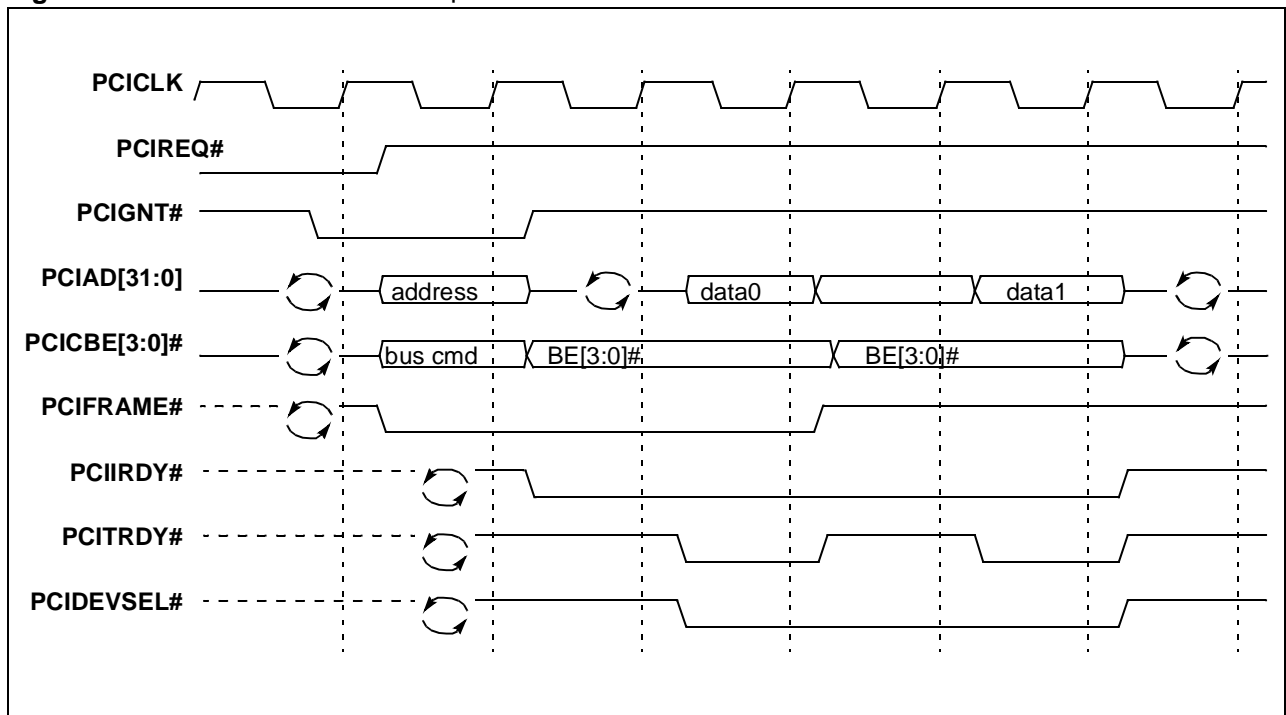 PCICLK
PCIREQ#
PCIGNT#
PCIAD[31:0]
address
data0
data1
PCICBE[3:0]#
bus cmd
BE[3:0]#
BE[3:0]#
PCIFRAME#
PCIIRDY#
PCITRDY#
PCIDEVSEL#